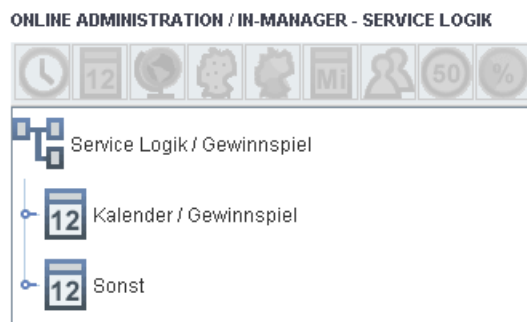 ONLINE ADMINISTRATION / IN-MANAGER - SERVICE LOGIK
12 Mi 50 %
Service Logik / Gewinnspiel
12 Kalender / Gewinnspiel
12 Sonst